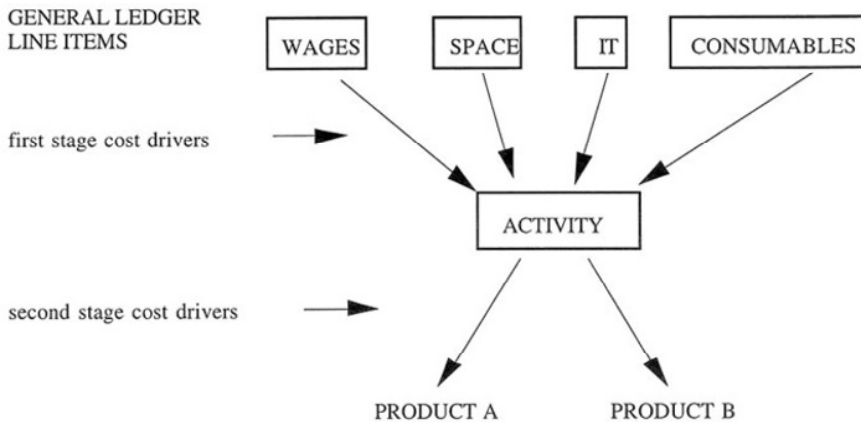 GENERAL LEDGER
LINE ITEMS
WAGES
SPACE
IT
CONSUMABLES
first stage cost drivers
ACTIVITY
second stage cost drivers
PRODUCT A
PRODUCT B